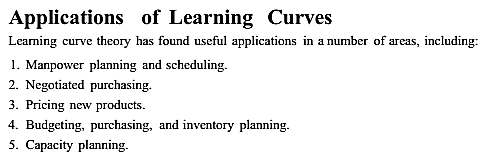 Applications of Learning Curves
Learning curve theory has found useful applications in a number of areas, including:
1. Manpower planning and scheduling.
2. Negotiated purchasing.
3. Pricing new products.
4. Budgeting, purchasing, and inventory planning.
5. Capacity planning.